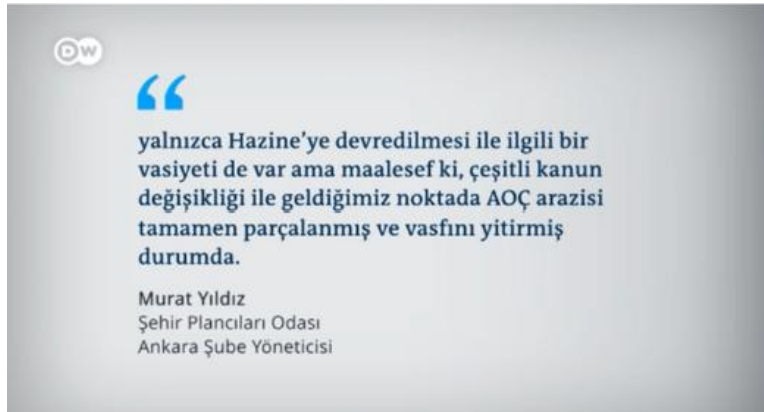 DW
“
yalnızca Hazine’ye devredilmesi ile ilgili bir
vasiyeti de var ama maalesef ki, çeşitli kanun
değişikliği ile geldiğimiz noktada AOÇ arazisi
tamamen parçalanmış ve vasfını yitirmiş
durumda.
Murat Yıldız
Şehir Plancıları Odası
Ankara Şube Yöneticisi